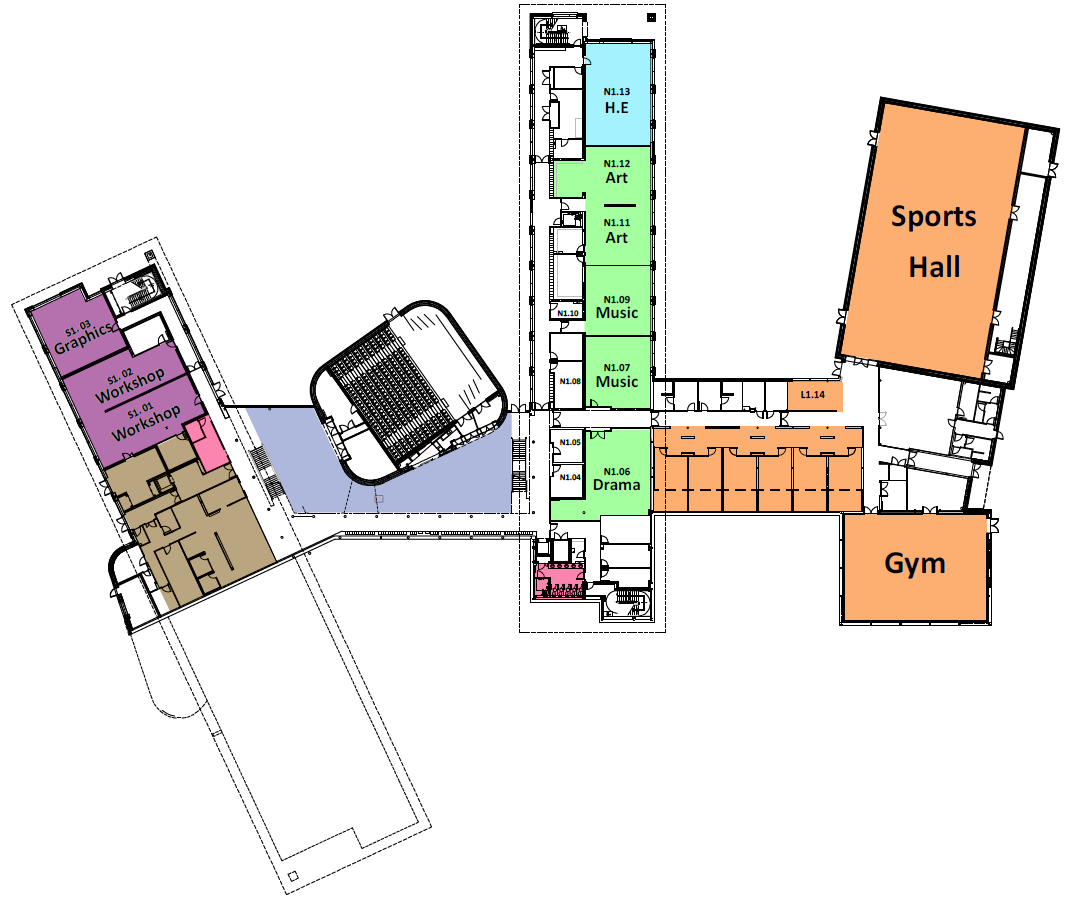 N1.13
H.E
N1.12
Art
N1.11
Art
N1.09
Music
N1.10
N1.07
Music
N1.08
N1.05
N1.04
N1.06
Drama
L1.14
Sports
Hall
Gym
S1. 03
Graphics
S1. 02
Workshop
S1. 01
Workshop